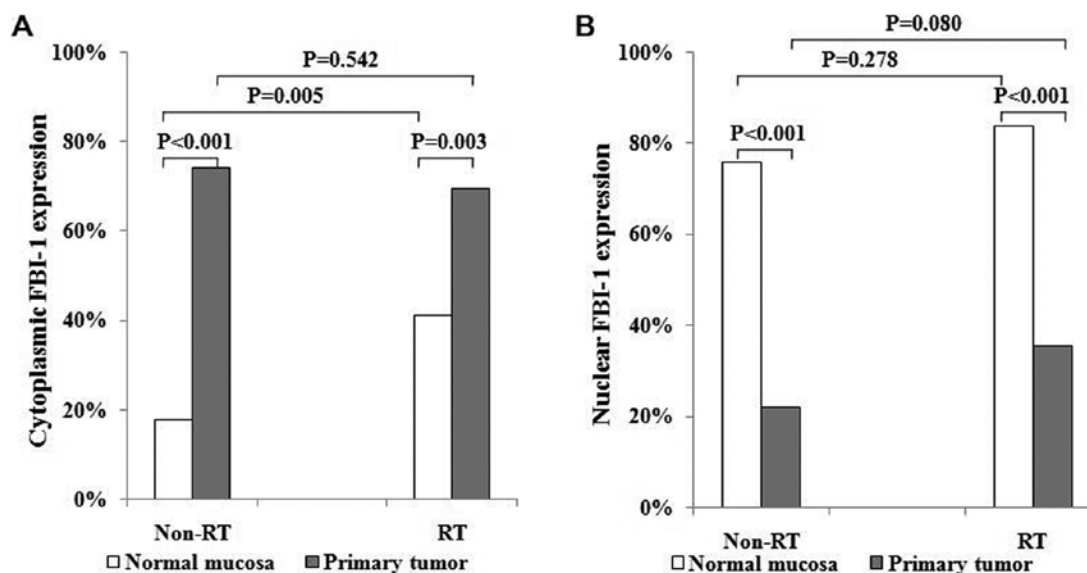 A
Cytoplasmic FBI-1 expression
100%
80%
60%
40%
20%
0%
P=0.542
P=0.005
P<0.001
P=0.003
Non-RT
RT
Normal mucosa
Primary tumor
B
Nuclear FBI-1 expression
100%
80%
60%
40%
20%
0%
P=0.080
P=0.278
P<0.001
P<0.001
Non-RT
RT
Normal mucosa
Primary tumor